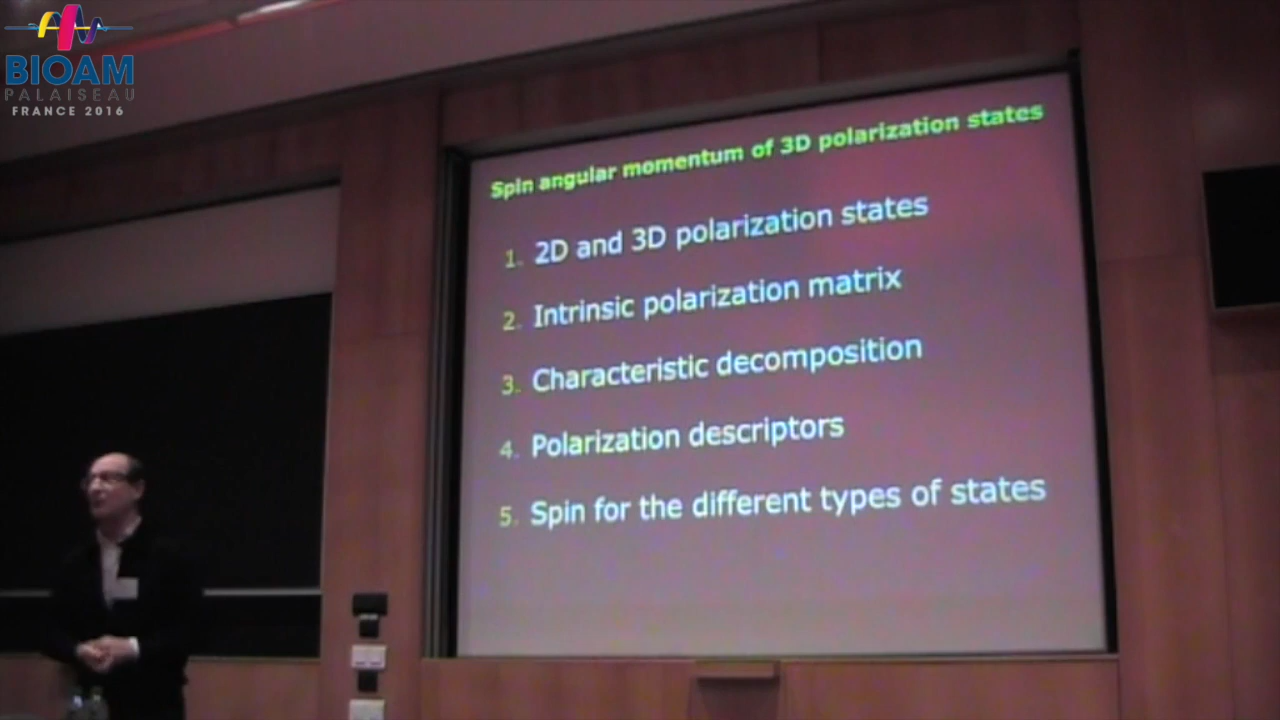 BIOAM
PALAISEAU
FRANCE 2016
Spin angular momentum of 3D polarization states
1. 2D and 3D polarization states
2. Intrinsic polarization matrix
3. Characteristic decomposition
4. Polarization descriptors
5. Spin for the different types of states